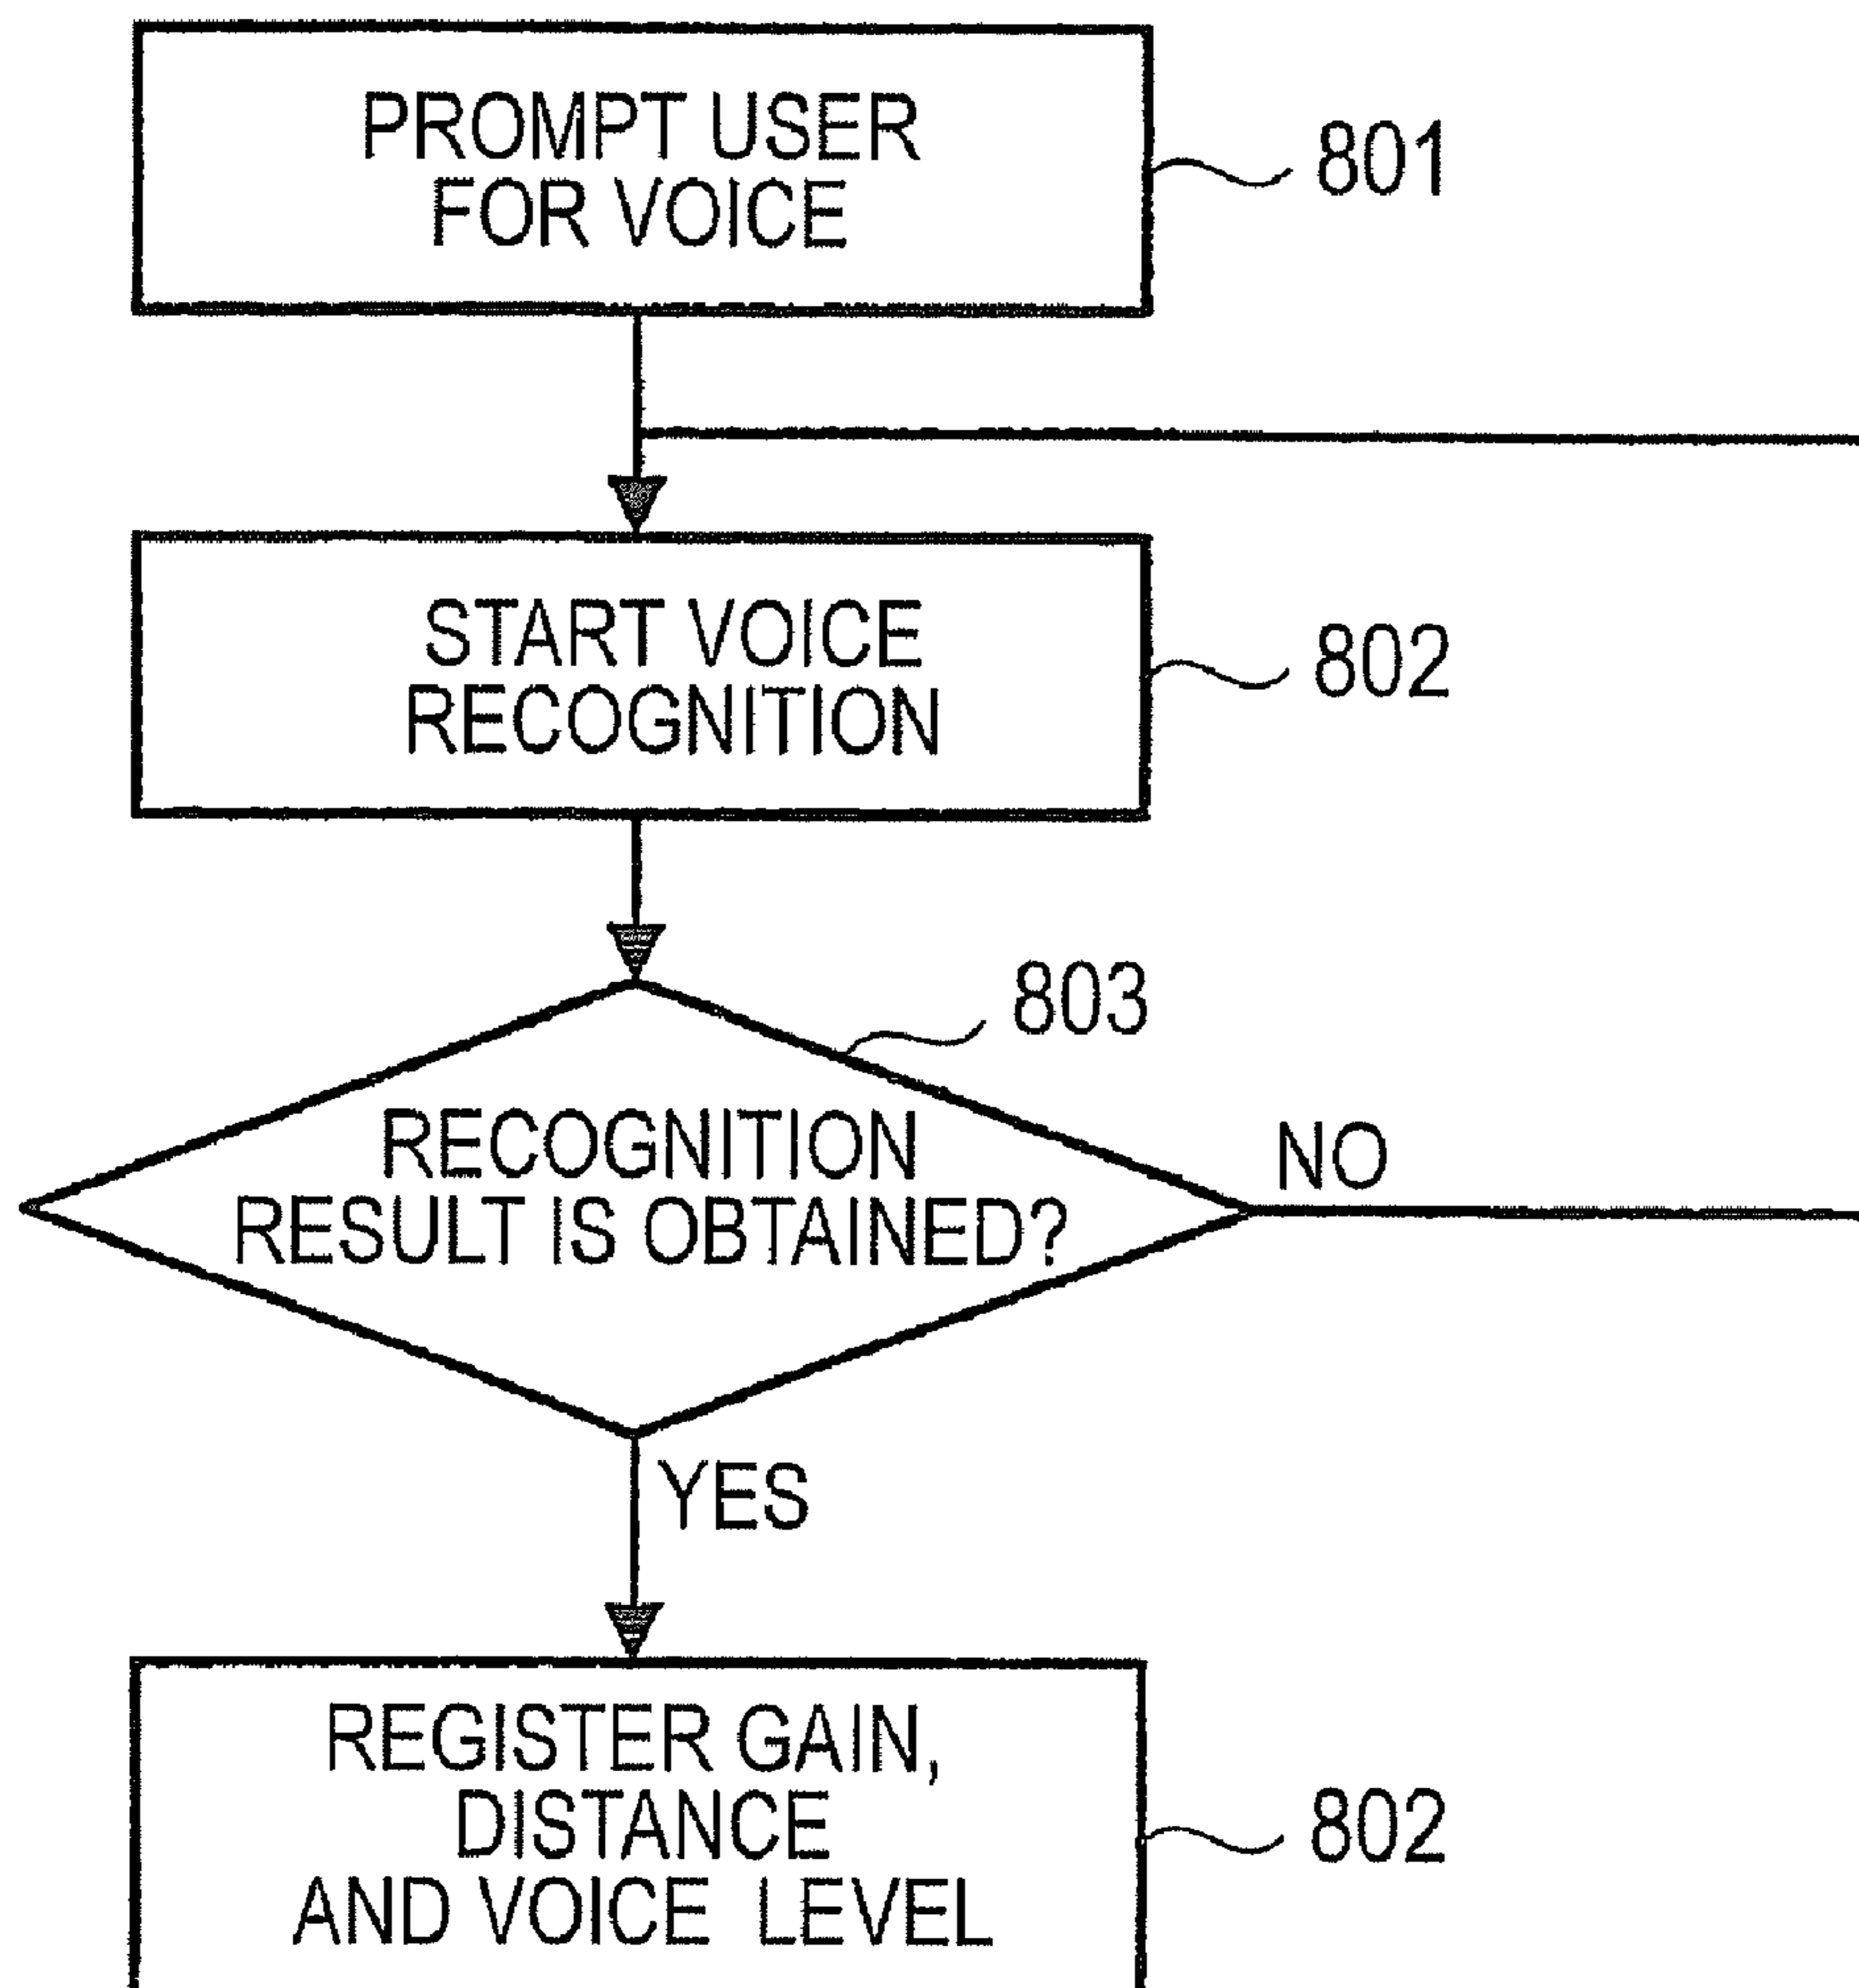 PROMPT USER
FOR VOICE
801
START VOICE
RECOGNITION
802
803
RECOGNITION
RESULT IS OBTAINED?
NO
YES
REGISTER GAIN,
DISTANCE
AND VOICE LEVEL
802